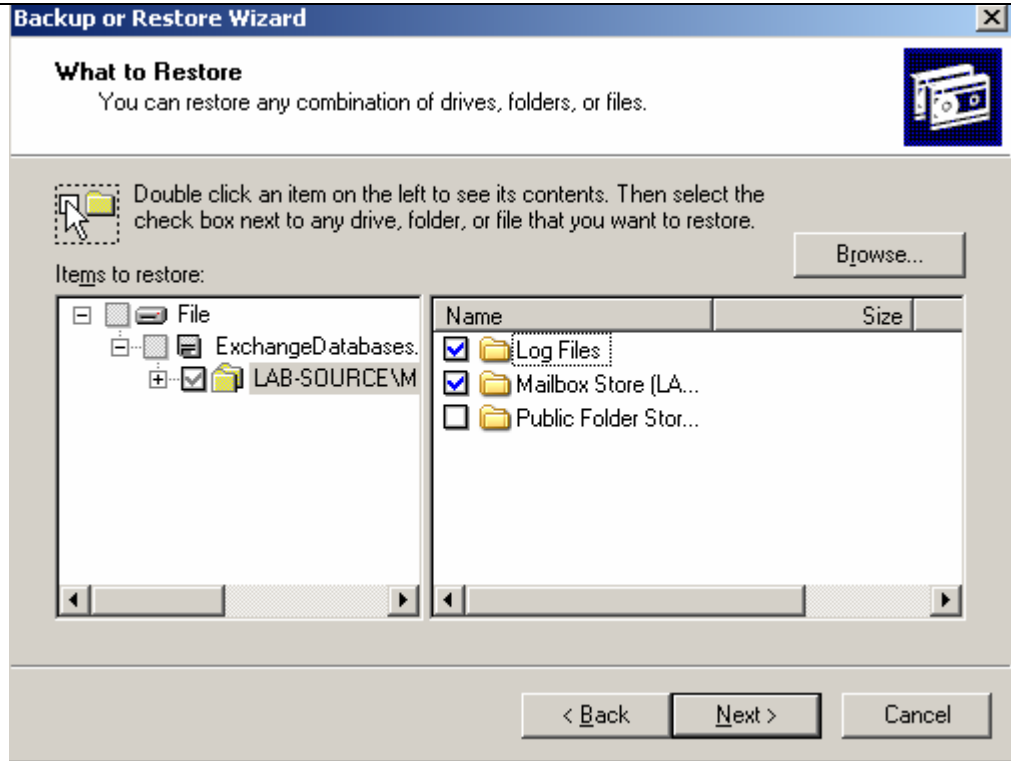 Backup or Restore Wizard
What to Restore
You can restore any combination of drives, folders, or files.
Double click an item on the left to see its contents. Then select the
check box next to any drive, folder, or file that you want to restore.
Browse...
Items to restore:
File
ExchangeDatabases.
LAB-SOURCE\M
Name Size
Log Files
Mailbox Store (LA...
Public Folder Stor...
< Back Next > Cancel